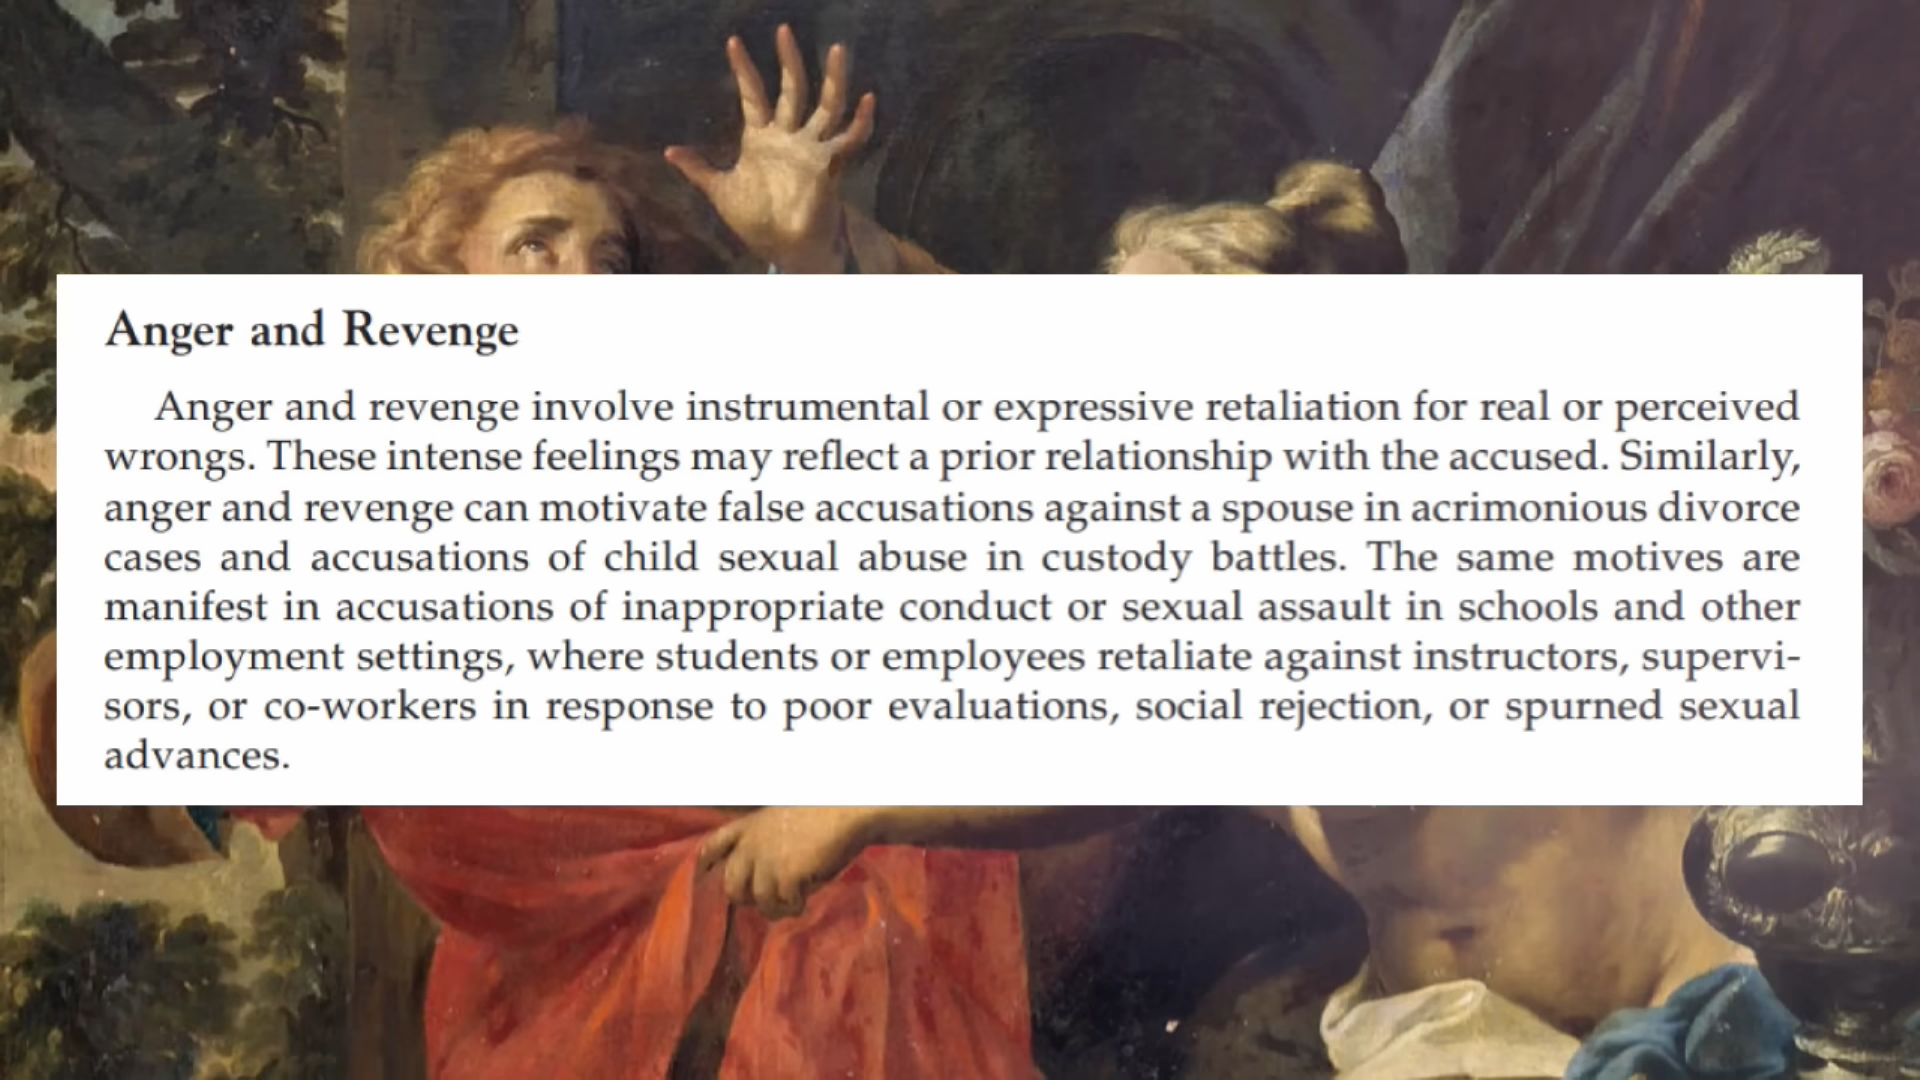 Anger and Revenge
Anger and revenge involve instrumental or expressive retaliation for real or perceived
wrongs. These intense feelings may reflect a prior relationship with the accused. Similarly,
anger and revenge can motivate false accusations against a spouse in acrimonious divorce
cases and accusations of child sexual abuse in custody battles. The same motives are
manifest in accusations of inappropriate conduct or sexual assault in schools and other
employment settings, where students or employees retaliate against instructors, supervi-
sors, or co-workers in response to poor evaluations, social rejection, or spurned sexual
advances.